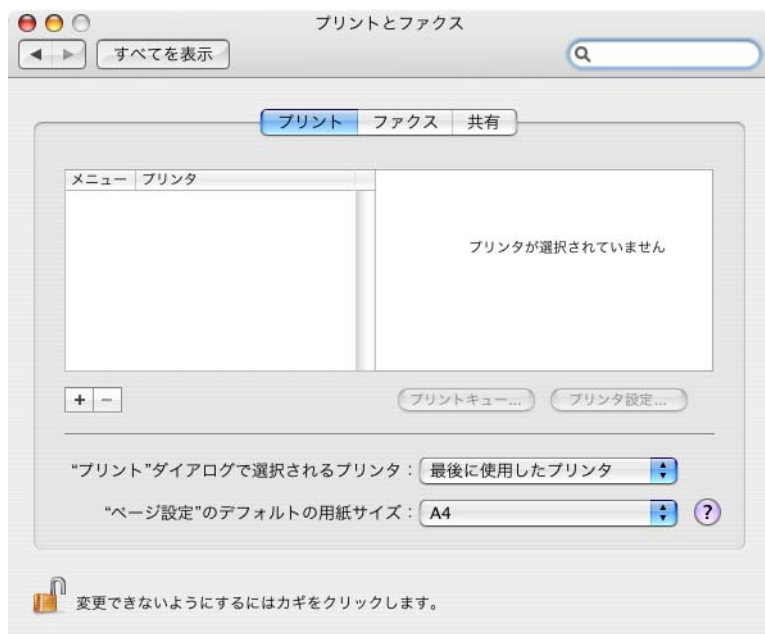 プリントとファクス
すべてを表示
プリント ファクス 共有
メニュー プリンタ
プリンタが選択されていません
+ −
プリントキュー... プリンタ設定...
“プリント”ダイアログで選択されるプリンタ： 最後に使用したプリンタ
“ページ設定”のデフォルトの用紙サイズ： A4 ?
変更できないようにするにはカギをクリックします。